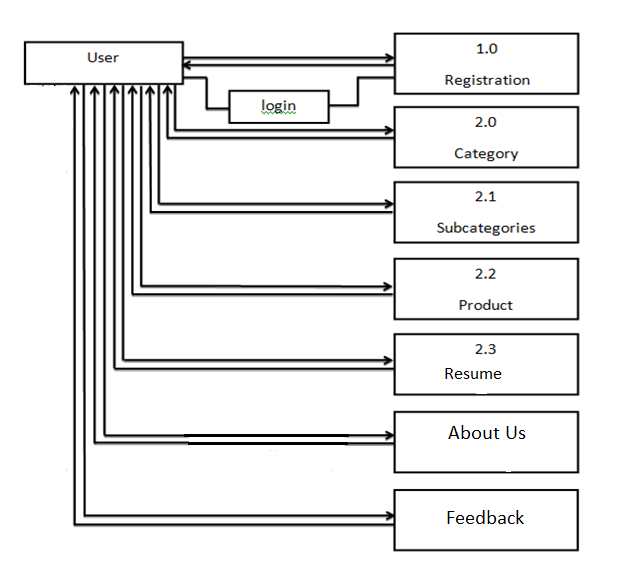 User
1.0
Registration
login
2.0
Category
2.1
Subcategories
2.2
Product
2.3
Resume
About Us
Feedback